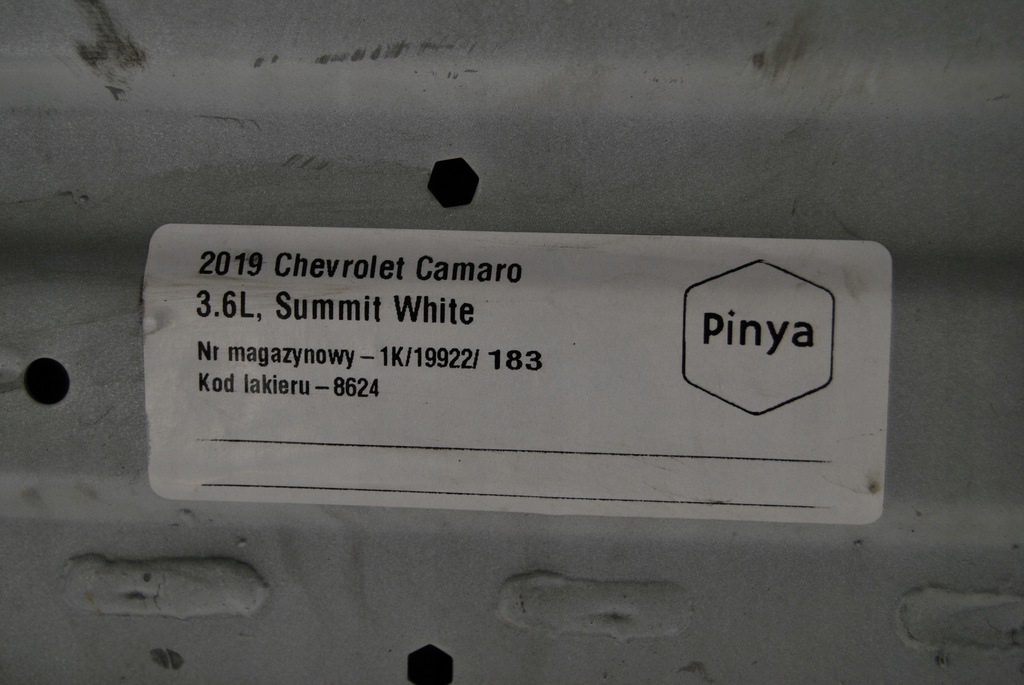 2019 Chevrolet Camaro
3.6L, Summit White
Nr magazynowy – 1K/19922/ 183
Kod lakieru – 8624
Pinya